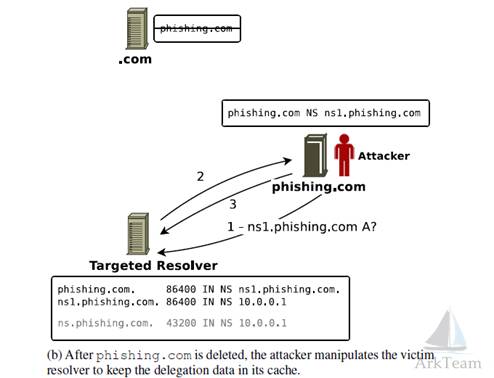 phishing.com
.com
phishing.com NS ns1.phishing.com
Attacker
phishing.com
2
3
1 - ns1.phishing.com A?
Targeted Resolver
phishing.com. 86400 IN NS ns1.phishing.com.
ns1.phishing.com. 86400 IN NS 10.0.0.1
ns.phishing.com. 43200 IN NS 10.0.0.1
(b) After phishing.com is deleted, the attacker manipulates the victim
resolver to keep the delegation data in its cache.
ArkTeam